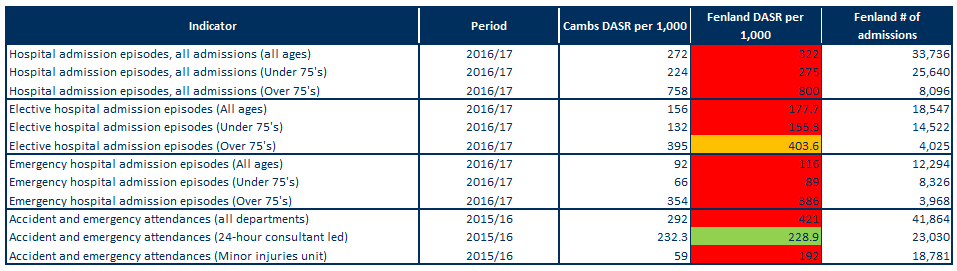 Indicator Period Cambs DASR per 1,000 Fenland DASR per 1,000 Fenland # of admissions
Hospital admission episodes, all admissions (all ages) 2016/17 272 322 33,736
Hospital admission episodes, all admissions (Under 75's) 2016/17 224 275 25,640
Hospital admission episodes, all admissions (Over 75's) 2016/17 758 800 8,096
Elective hospital admission episodes (All ages) 2016/17 156 177.7 18,547
Elective hospital admission episodes (Under 75's) 2016/17 132 155.3 14,522
Elective hospital admission episodes (Over 75's) 2016/17 395 403.6 4,025
Emergency hospital admission episodes (All ages) 2016/17 92 116 12,294
Emergency hospital admission episodes (Under 75's) 2016/17 66 89 8,326
Emergency hospital admission episodes (Over 75's) 2016/17 354 386 3,968
Accident and emergency attendances (all departments) 2015/16 292 421 41,864
Accident and emergency attendances (24-hour consultant led) 2015/16 232.3 228.9 23,030
Accident and emergency attendances (Minor injuries unit) 2015/16 59 192 18,781